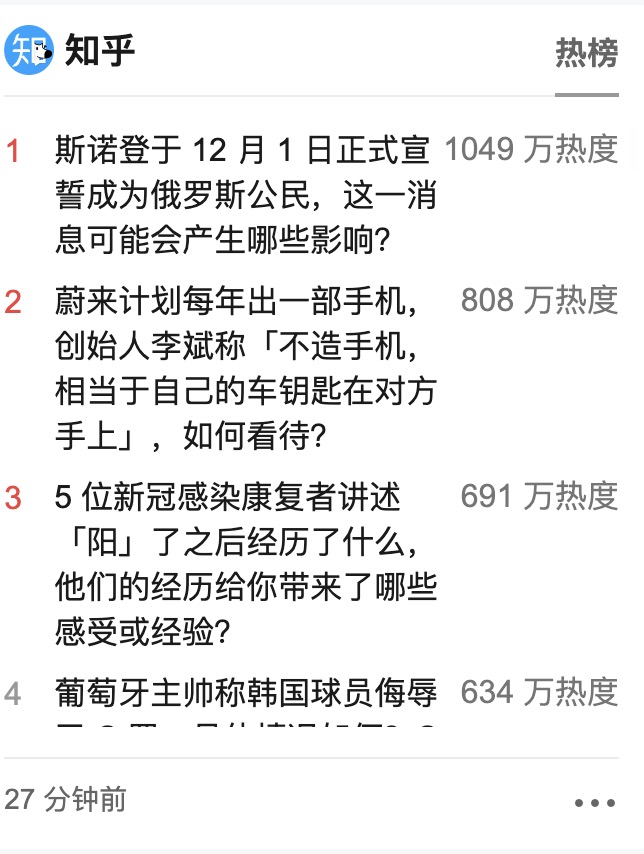 知乎
热榜
1 斯诺登于 12 月 1 日正式宣 1049 万热度
誓成为俄罗斯公民，这一消
息可能会产生哪些影响？
2 蔚来计划每年出一部手机， 808 万热度
创始人李斌称「不造手机，
相当于自己的车钥匙在对方
手上」，如何看待？
3 5 位新冠感染康复者讲述 691 万热度
「阳」了之后经历了什么，
他们的经历给你带来了哪些
感受或经验？
4 葡萄牙主帅称韩国球员侮辱 634 万热度
27 分钟前